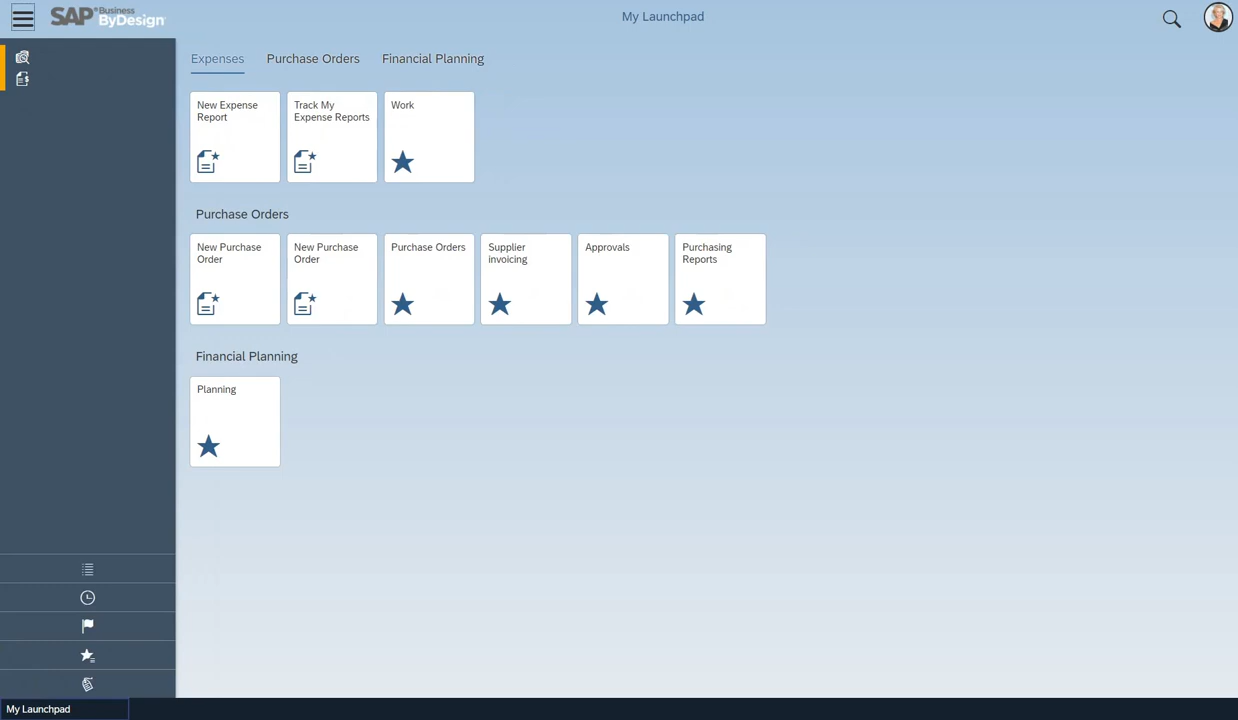 SAP Business ByDesign
My Launchpad
Expenses
Purchase Orders
Financial Planning
New Expense
Report
Track My
Expense Reports
Work
Purchase Orders
New Purchase
Order
New Purchase
Order
Purchase Orders
Supplier
invoicing
Approvals
Purchasing
Reports
Financial Planning
Planning
My Launchpad